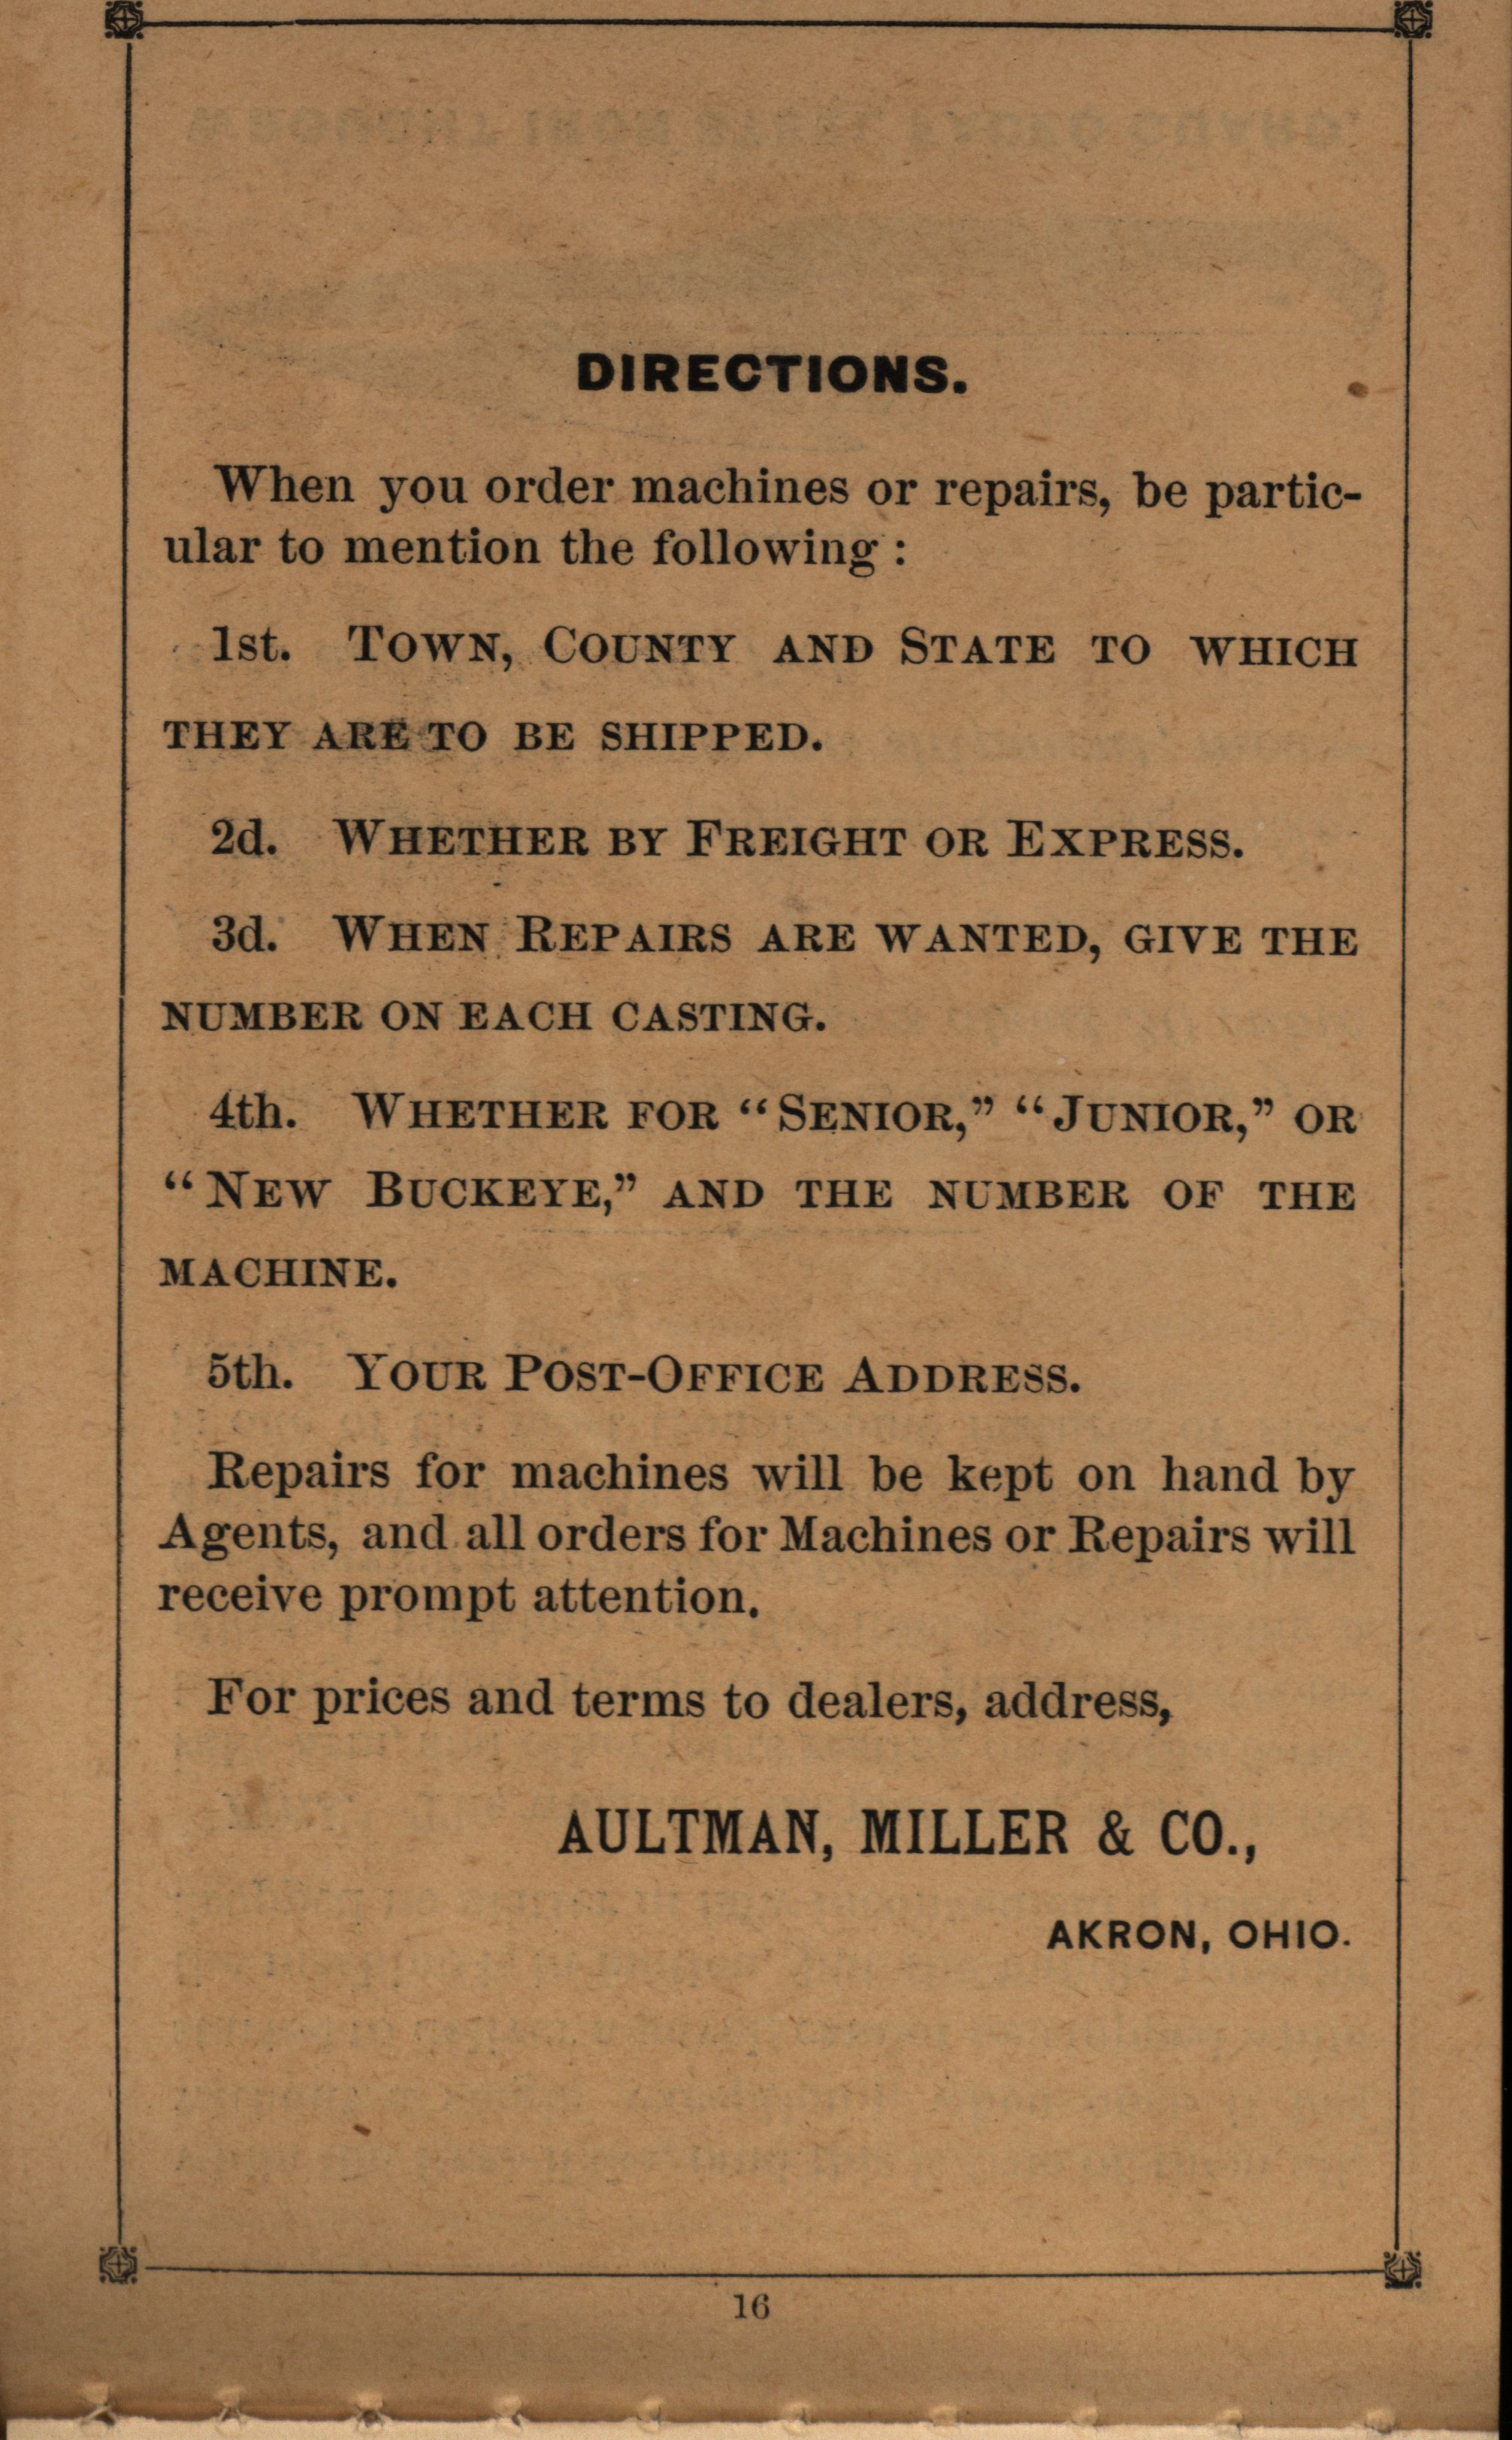 DIRECTIONS.
When you order machines or repairs, be partic-
ular to mention the following :
1st. Town, County and State to which
they are to be shipped.
2d. Whether by Freight or Express.
3d. When Repairs are wanted, give the
number on each casting.
4th. Whether for “Senior,” “Junior,” or
“New Buckeye,” and the number of the
machine.
5th. Your Post-Office Address.
Repairs for machines will be kept on hand by
Agents, and all orders for Machines or Repairs will
receive prompt attention.
For prices and terms to dealers, address,
AULTMAN, MILLER & CO.,
AKRON, OHIO.
16